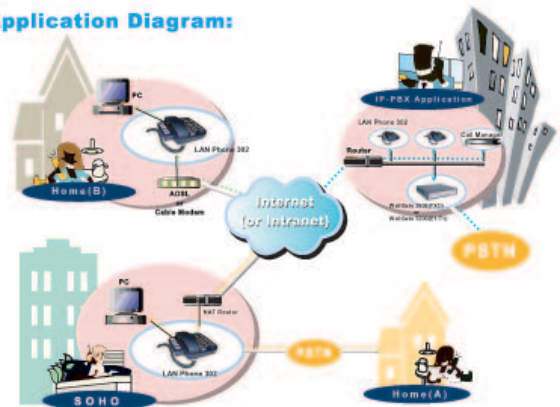 Application Diagram:
PC
LAN Phone 302
ADSL
or
Cable Modem
Home(B)
IP-PBX Application
LAN Phone 302
Call Manager
Router
PSTN
Internet
(or Intranet)
PC
NAT Router
LAN Phone 302
SOHO
PSTN
Home(A)